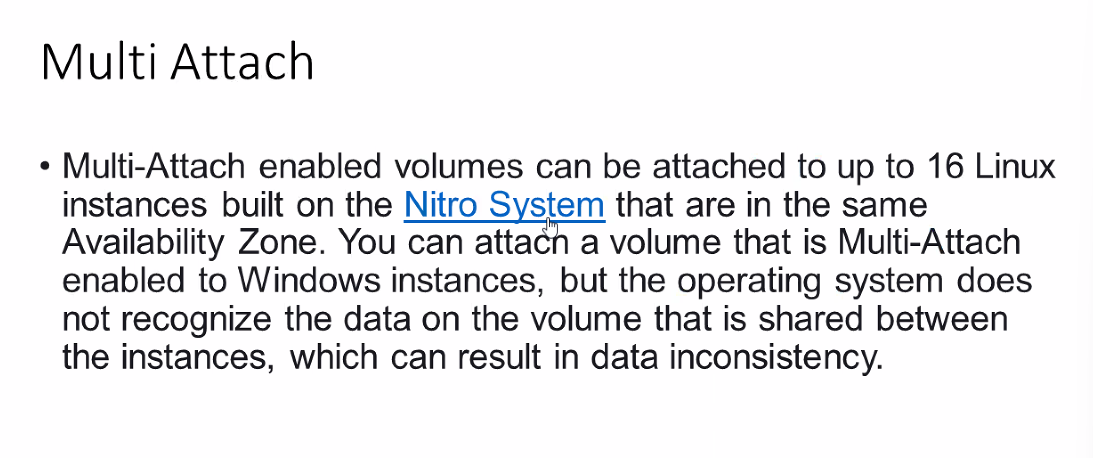 Multi Attach
• Multi-Attach enabled volumes can be attached to up to 16 Linux
instances built on the Nitro System that are in the same
Availability Zone. You can attach a volume that is Multi-Attach
enabled to Windows instances, but the operating system does
not recognize the data on the volume that is shared between
the instances, which can result in data inconsistency.